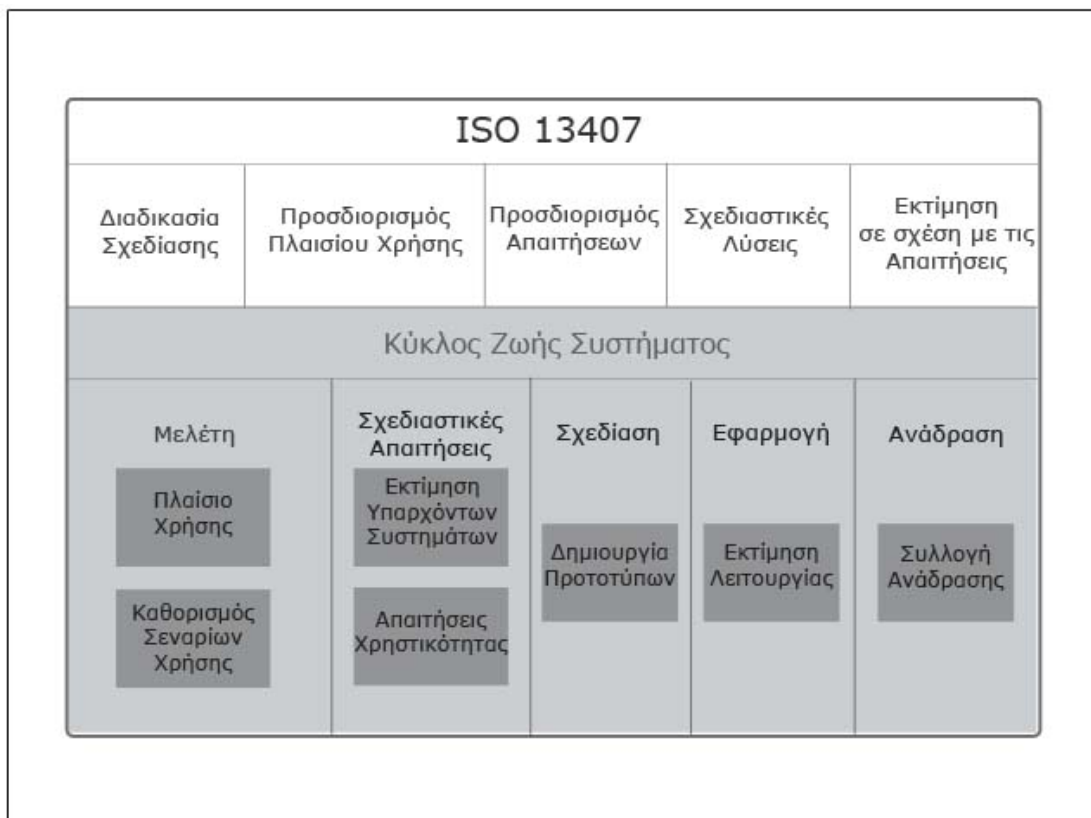 ISO 13407
Διαδικασία
Σχεδίασης
Προσδιορισμός
Πλαισίου Χρήσης
Προσδιορισμός
Απαιτήσεων
Σχεδιαστικές
Λύσεις
Εκτίμηση
σε σχέση με τις
Απαιτήσεις
Κύκλος Ζωής Συστήματος
Μελέτη
Πλαίσιο
Χρήσης
Καθορισμός
Σεναρίων
Χρήσης
Σχεδιαστικές
Απαιτήσεις
Εκτίμηση
Υπαρχόντων
Συστημάτων
Απαιτήσεις
Χρηστικότητας
Σχεδίαση
Δημιουργία
Προτοτύπων
Εφαρμογή
Εκτίμηση
Λειτουργίας
Ανάδραση
Συλλογή
Ανάδρασης